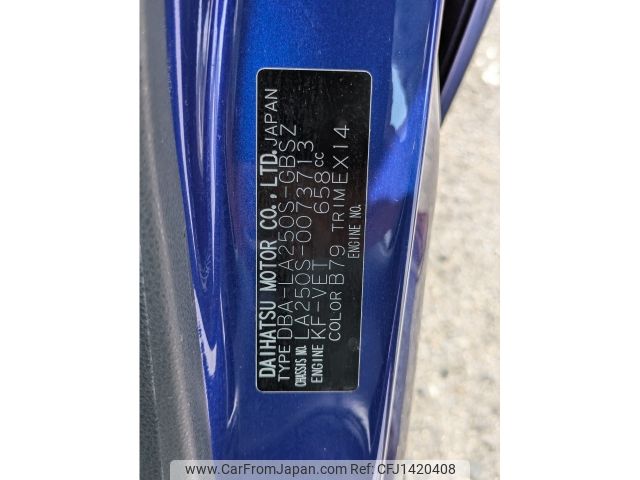 DAIHATSU MOTOR CO., LTD. JAPAN
TYPE DBA-LA250S-GBSZ
CHASSIS NO. LA250S-0073713
ENGINE KF-VET 658cc
COLOR B79 TRIM EX14
ENGINE NO.
www.CarFromJapan.com Ref. CFJ1420408